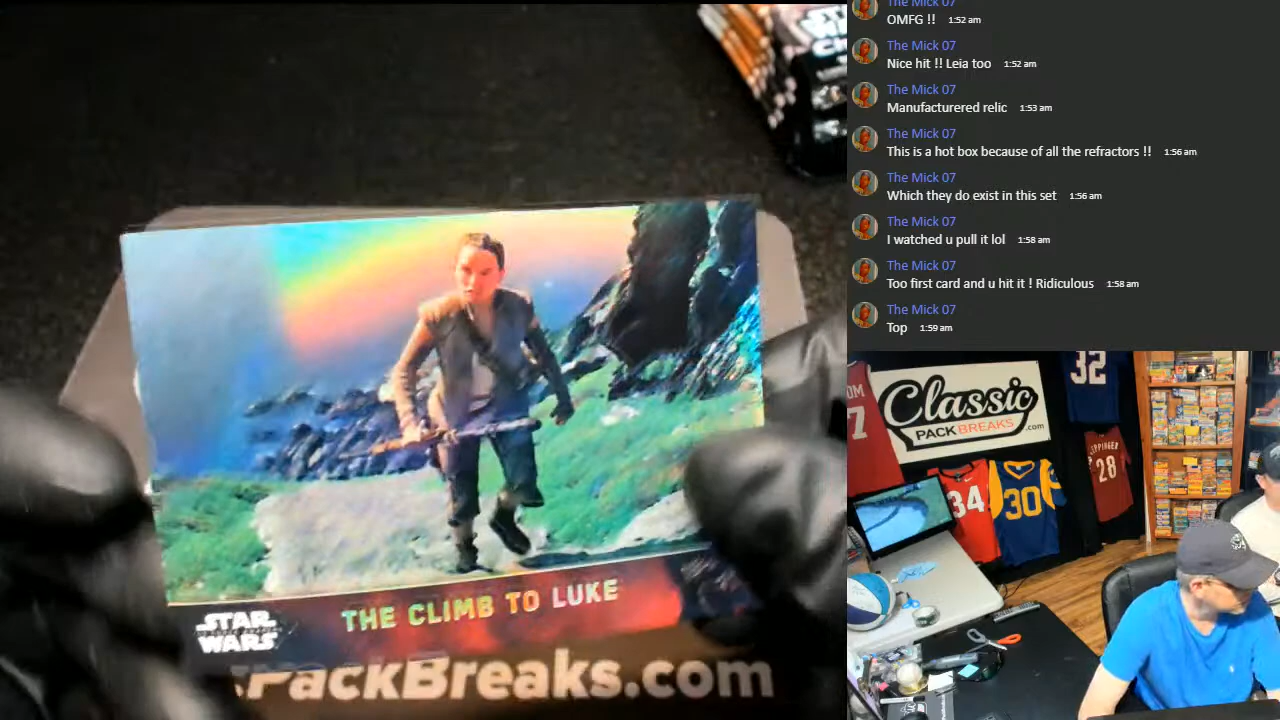 The Mick 07
OMFG !! 1:52 am
The Mick 07
Nice hit !! Leia too 1:52 am
The Mick 07
Manufacturered relic 1:53 am
The Mick 07
This is a hot box because of all the refractors !! 1:56 am
The Mick 07
Which they do exist in this set 1:56 am
The Mick 07
I watched u pull it lol 1:58 am
The Mick 07
Too first card and u hit it ! Ridiculous 1:58 am
The Mick 07
Top 1:59 am
STAR
WARS
THE CLIMB TO LUKE
PackBreaks.com
Classic
PACKBREAKS
.com
32
7
34
30
28